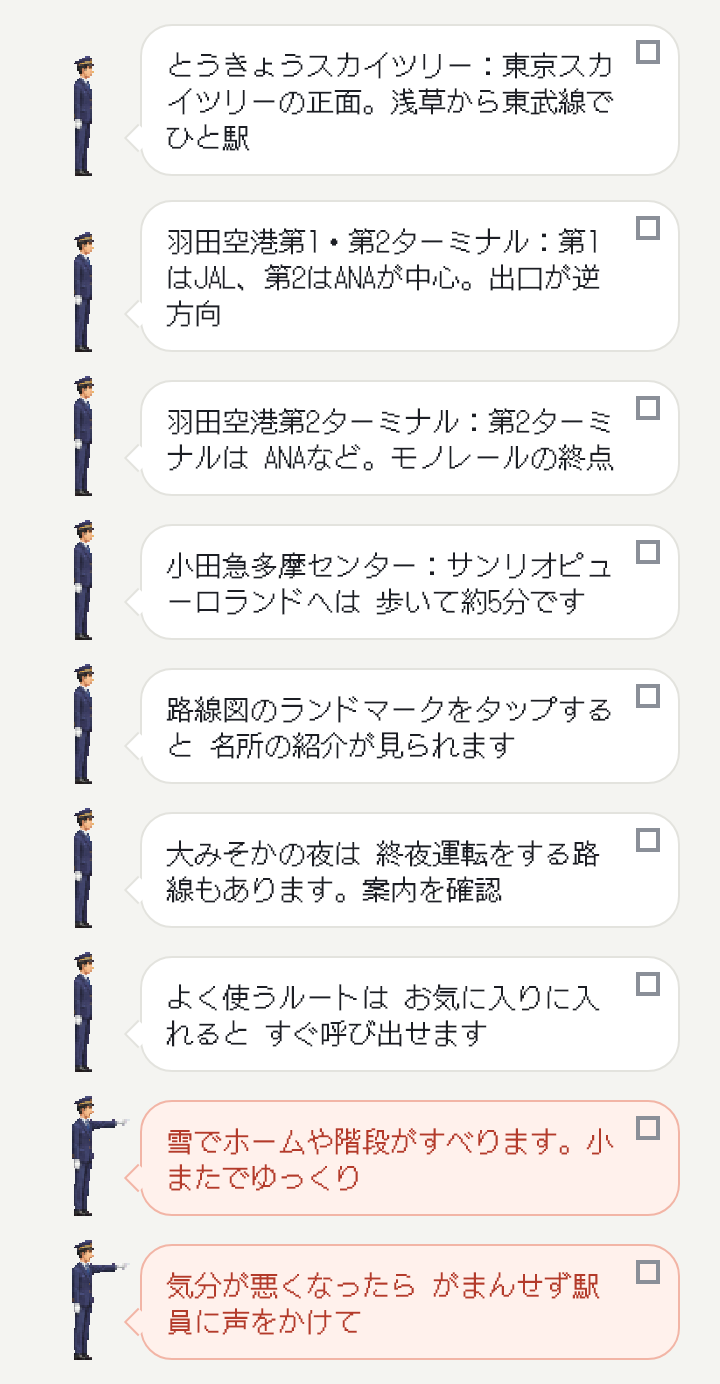 とうきょうスカイツリー：東京スカ
イツリーの正面。浅草から東武線で
ひと駅
羽田空港第1・第2ターミナル：第1
はJAL、第2はANAが中心。出口が逆
方向
羽田空港第2ターミナル：第2ターミ
ナルは ANAなど。モノレールの終点
小田急多摩センター：サンリオピュ
ーロランドへは 歩いて約5分です
路線図のランドマークをタップする
と 名所の紹介が見られます
大みそかの夜は 終夜運転をする路
線もあります。案内を確認
よく使うルートは お気に入りに入
れると すぐ呼び出せます
雪でホームや階段がすべります。小
またでゆっくり
気分が悪くなったら がまんせず駅
員に声をかけて